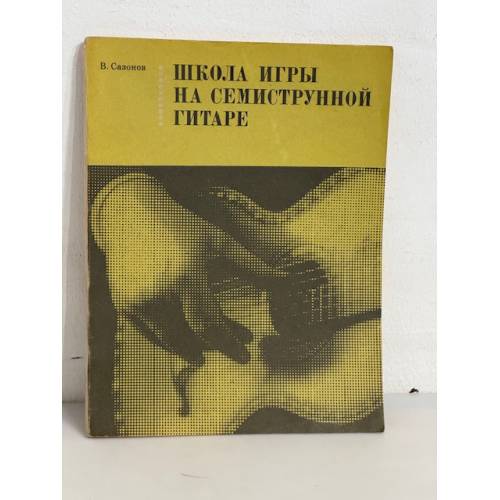 В. Сазонов
ШКОЛА ИГРЫ
НА СЕМИСТРУННОЙ
ГИТАРЕ